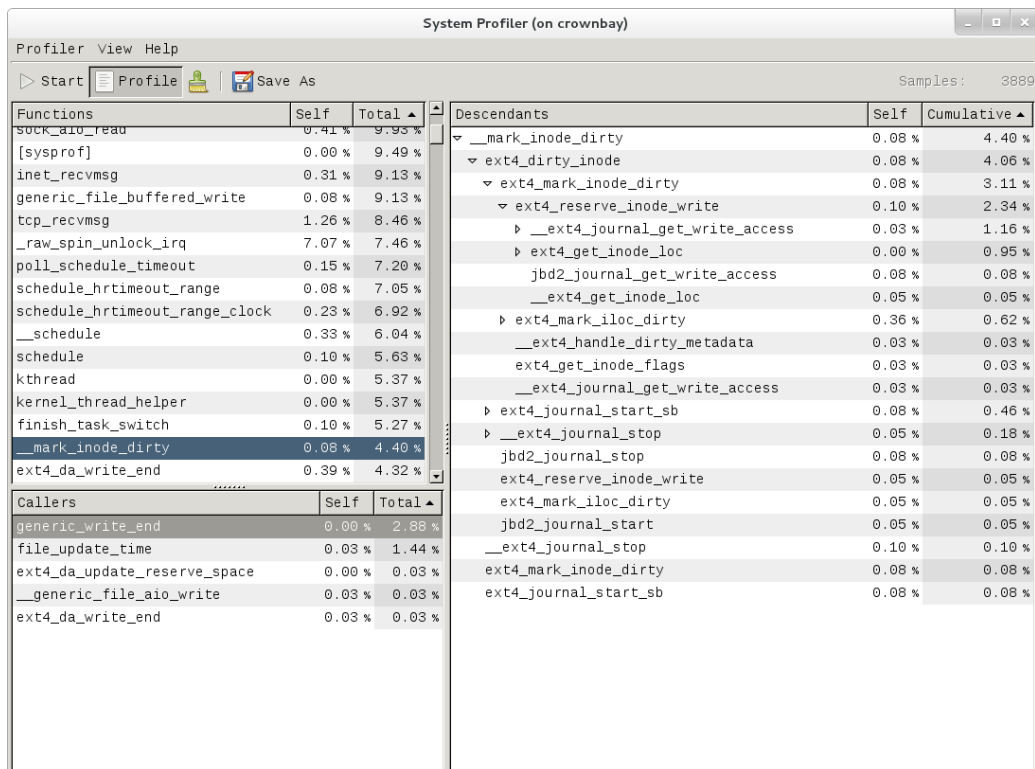 System Profiler (on crownbay)
Profiler View Help
Start Profile Save As Samples: 3889
Functions Self Total
sock_aio_read 0.41 % 9.93 %
[sysprof] 0.00 % 9.49 %
inet_recvmsg 0.31 % 9.13 %
generic_file_buffered_write 0.08 % 9.13 %
tcp_recvmsg 1.26 % 8.46 %
_raw_spin_unlock_irq 7.07 % 7.46 %
poll_schedule_timeout 0.15 % 7.20 %
schedule_hrtimeout_range 0.08 % 7.05 %
schedule_hrtimeout_range_clock 0.23 % 6.92 %
__schedule 0.33 % 6.04 %
schedule 0.10 % 5.63 %
kthread 0.00 % 5.37 %
kernel_thread_helper 0.00 % 5.37 %
finish_task_switch 0.10 % 5.27 %
__mark_inode_dirty 0.08 % 4.40 %
ext4_da_write_end 0.39 % 4.32 %
Callers Self Total
generic_write_end 0.00 % 2.88 %
file_update_time 0.03 % 1.44 %
ext4_da_update_reserve_space 0.00 % 0.03 %
__generic_file_aio_write 0.03 % 0.03 %
ext4_da_write_end 0.03 % 0.03 %
Descendants Self Cumulative
__mark_inode_dirty 0.08 % 4.40 %
ext4_dirty_inode 0.08 % 4.06 %
ext4_mark_inode_dirty 0.08 % 3.11 %
ext4_reserve_inode_write 0.10 % 2.34 %
__ext4_journal_get_write_access 0.03 % 1.16 %
ext4_get_inode_loc 0.00 % 0.95 %
jbd2_journal_get_write_access 0.08 % 0.08 %
__ext4_get_inode_loc 0.05 % 0.05 %
ext4_mark_iloc_dirty 0.36 % 0.62 %
__ext4_handle_dirty_metadata 0.03 % 0.03 %
ext4_get_inode_flags 0.03 % 0.03 %
__ext4_journal_get_write_access 0.03 % 0.03 %
ext4_journal_start_sb 0.08 % 0.46 %
__ext4_journal_stop 0.05 % 0.18 %
jbd2_journal_stop 0.08 % 0.08 %
ext4_reserve_inode_write 0.05 % 0.05 %
ext4_mark_iloc_dirty 0.05 % 0.05 %
jbd2_journal_start 0.05 % 0.05 %
__ext4_journal_stop 0.10 % 0.10 %
ext4_mark_inode_dirty 0.08 % 0.08 %
ext4_journal_start_sb 0.08 % 0.08 %